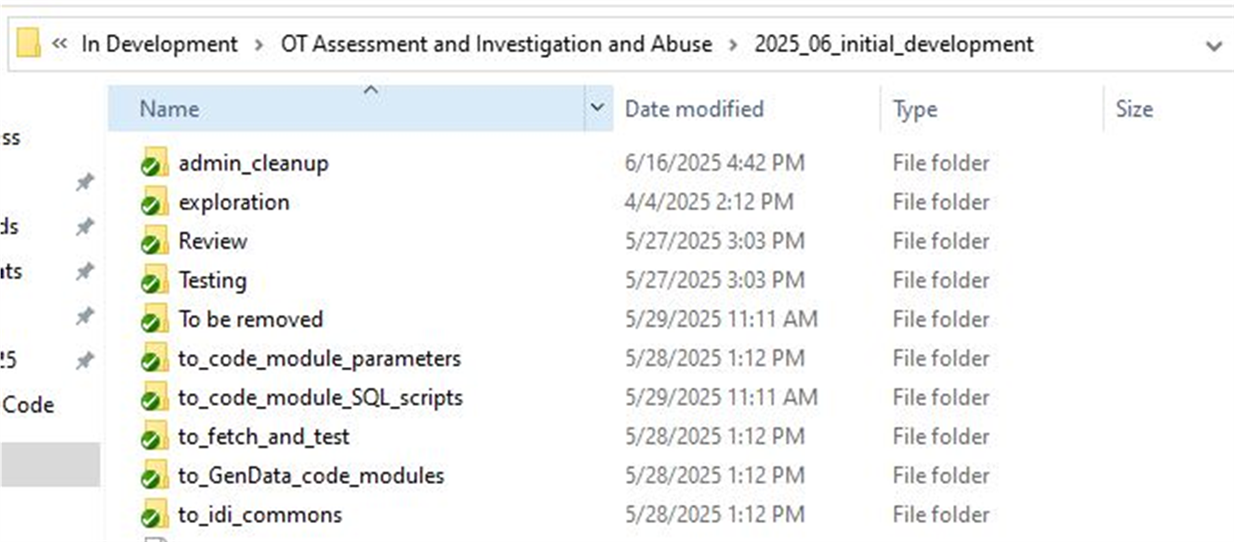 « In Development > OT Assessment and Investigation and Abuse > 2025_06_initial_development
Name Date modified Type Size
ss
admin_cleanup 6/16/2025 4:42 PM File folder
exploration 4/4/2025 2:12 PM File folder
ds
Review 5/27/2025 3:03 PM File folder
nts
Testing 5/27/2025 3:03 PM File folder
To be removed 5/29/2025 11:11 AM File folder
25
to_code_module_parameters 5/28/2025 1:12 PM File folder
Code
to_code_module_SQL_scripts 5/29/2025 11:11 AM File folder
to_fetch_and_test 5/28/2025 1:12 PM File folder
to_GenData_code_modules 5/28/2025 1:12 PM File folder
to_idi_commons 5/28/2025 1:12 PM File folder